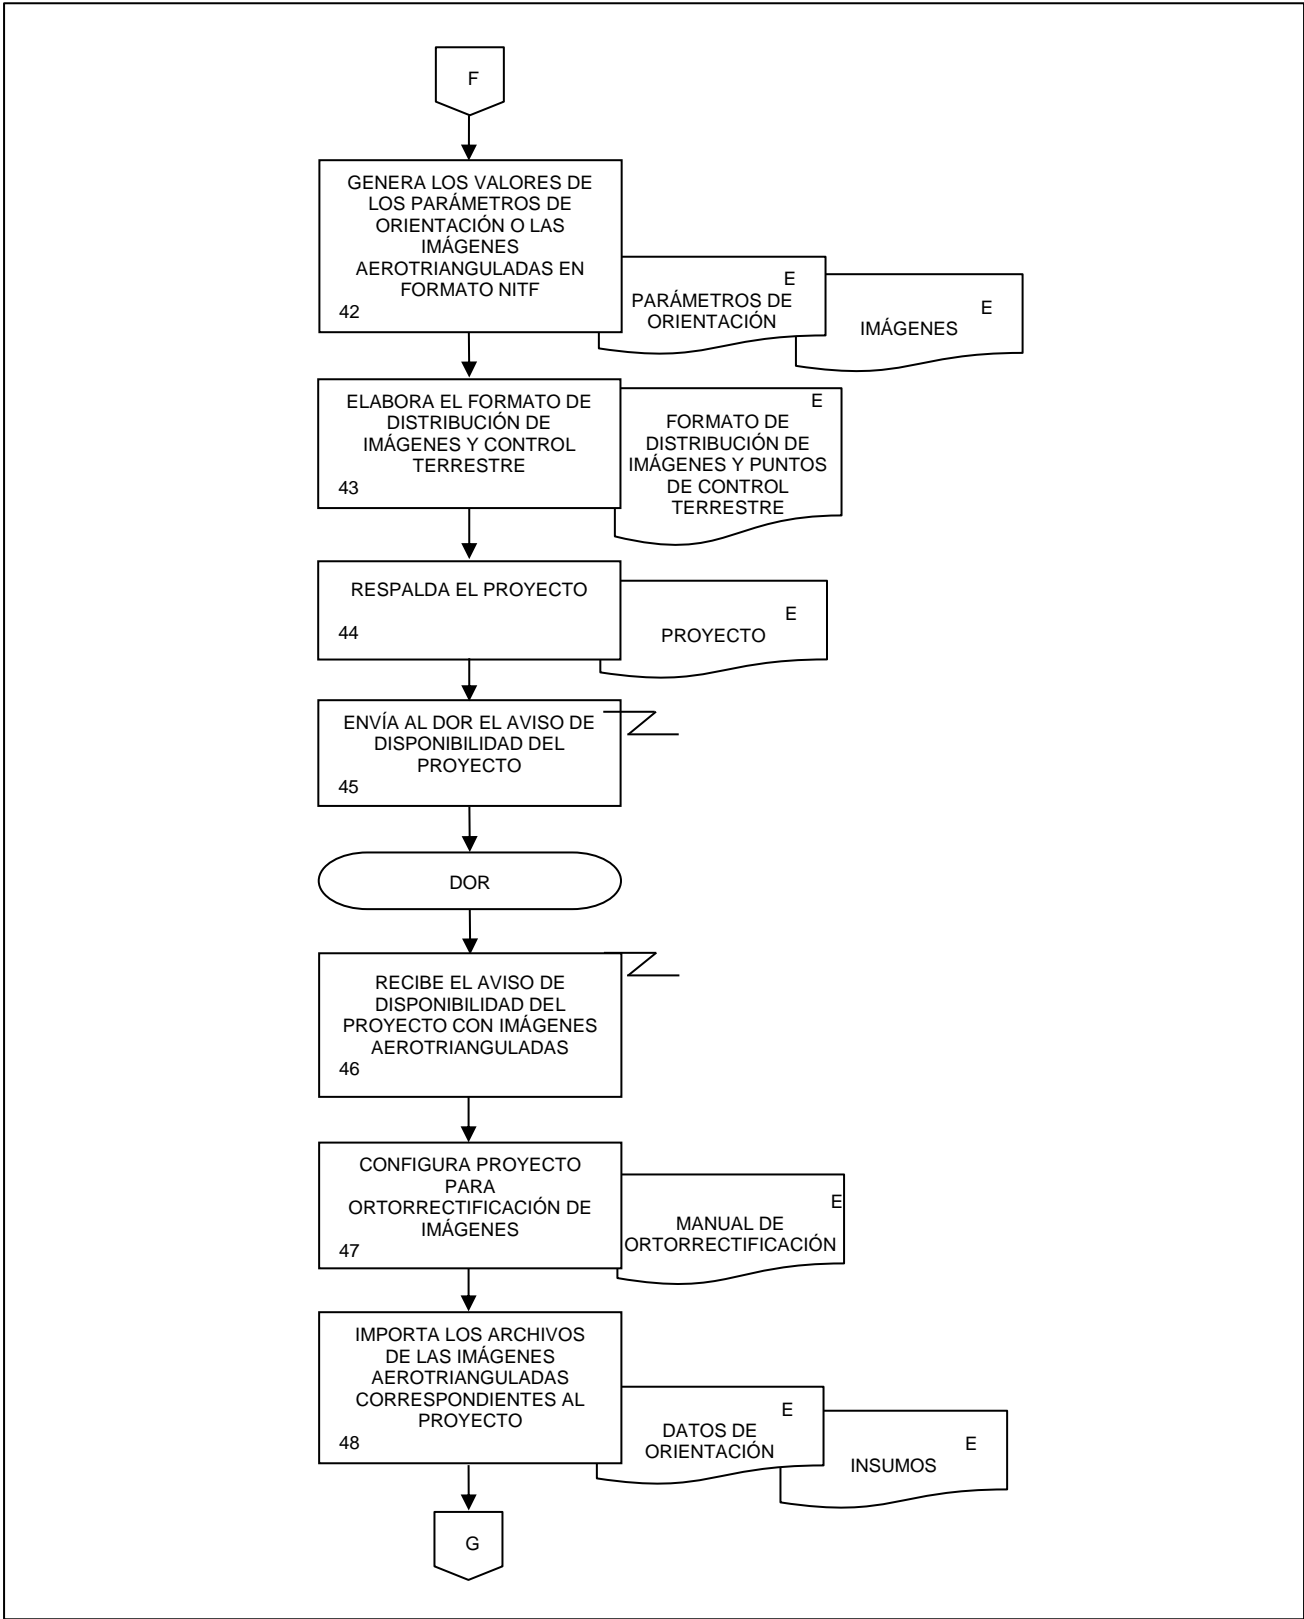 F
GENERA LOS VALORES DE
LOS PARÁMETROS DE
ORIENTACIÓN O LAS
IMÁGENES
AEROTRIANGULADAS EN
FORMATO NITF
42
E
PARÁMETROS DE
ORIENTACIÓN
E
IMÁGENES
ELABORA EL FORMATO DE
DISTRIBUCIÓN DE
IMÁGENES Y CONTROL
TERRESTRE
43
E
FORMATO DE
DISTRIBUCIÓN DE
IMÁGENES Y PUNTOS
DE CONTROL
TERRESTRE
RESPALDA EL PROYECTO
44
E
PROYECTO
ENVÍA AL DOR EL AVISO DE
DISPONIBILIDAD DEL
PROYECTO
45
DOR
RECIBE EL AVISO DE
DISPONIBILIDAD DEL
PROYECTO CON IMÁGENES
AEROTRIANGULADAS
46
CONFIGURA PROYECTO
PARA
ORTORRECTIFICACIÓN DE
IMÁGENES
47
E
MANUAL DE
ORTORRECTIFICACIÓN
IMPORTA LOS ARCHIVOS
DE LAS IMÁGENES
AEROTRIANGULADAS
CORRESPONDIENTES AL
PROYECTO
48
E
DATOS DE
ORIENTACIÓN
E
INSUMOS
G